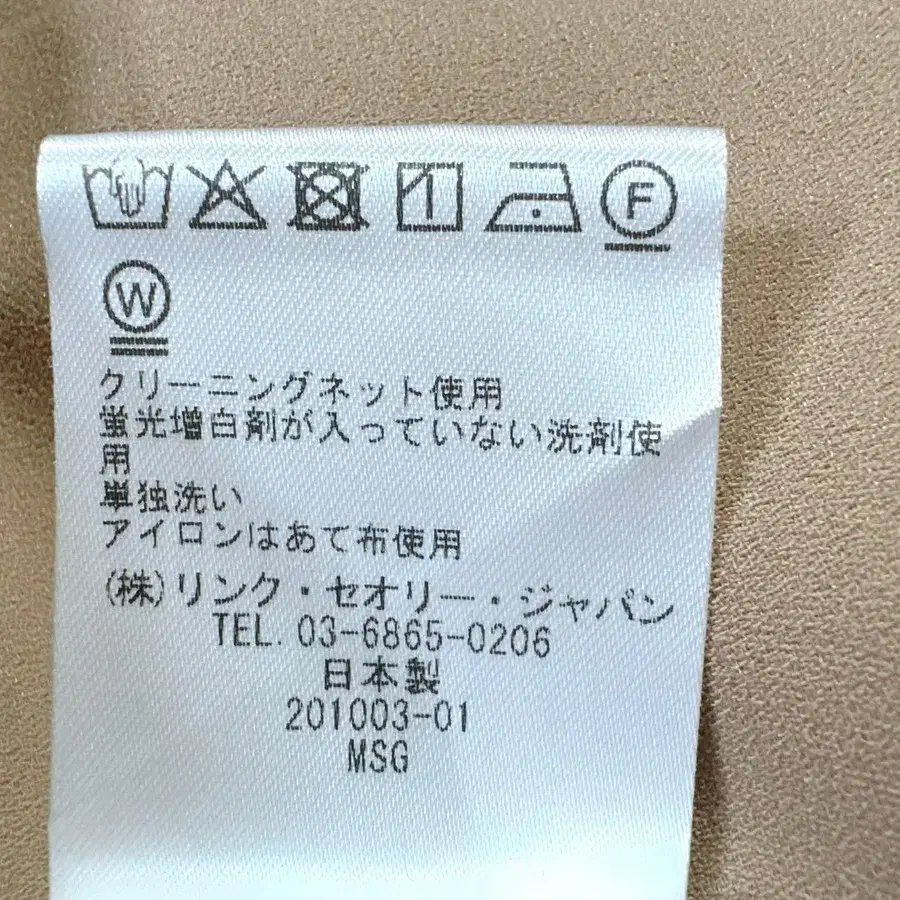 F
W
クリーニングネット使用
蛍光増白剤が入っていない洗剤使
用
単独洗い
アイロンはあて布使用
(株)リンク・セオリー・ジャパン
TEL. 03-6865-0206
日本製
201003-01
MSG